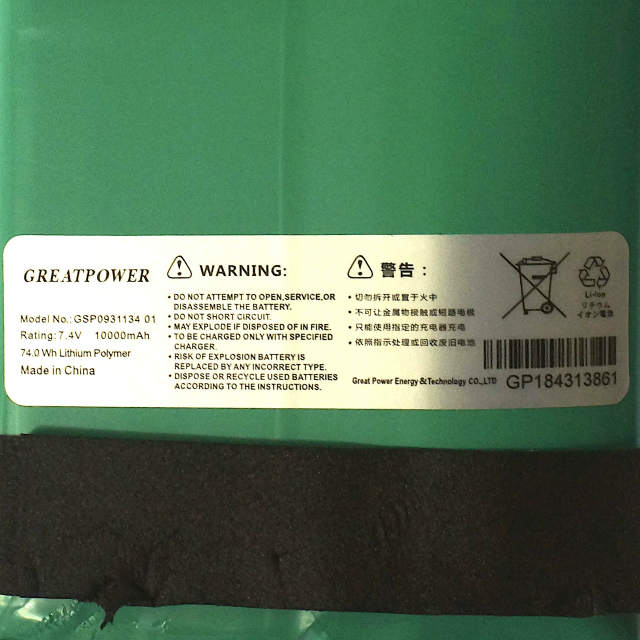 GREATPOWER
Model No.:GSP0931134 01
Rating:7.4V 10000mAh
74.0 Wh Lithium Polymer
Made in China
WARNING:
• DO NOT ATTEMPT TO OPEN,SERVICE,OR
DISASSEMBLE THE BATTERY.
• DO NOT SHORT CIRCUIT.
• MAY EXPLODE IF DISPOSED OF IN FIRE.
• TO BE CHARGED ONLY WITH SPECIFIED
CHARGER.
• RISK OF EXPLOSION BATTERY IS
REPLACED BY ANY INCORRECT TYPE.
• DISPOSE OR RECYCLE USED BATTERIES
ACCORDING TO THE INSTRUCTIONS.
警告：
• 切勿拆开或置于火中
• 不可让金属物接触或短路电极
• 只能使用指定的充电器充电
• 依照指示处理或回收废旧电池
Great Power Energy&Technology CO.,LTD
Li-ion
リチウム
イオン電池
GP184313861